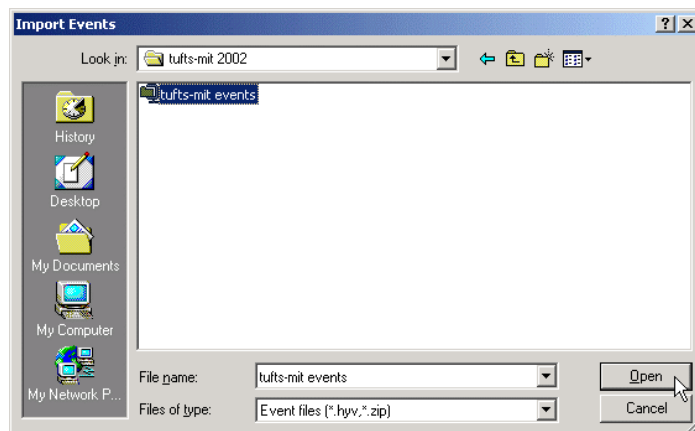 Import Events
Look in: tufts-mit 2002
tufts-mit events
History
Desktop
My Documents
My Computer
My Network P...
File name: tufts-mit events Open
Files of type: Event files (*.hyv,*.zip) Cancel